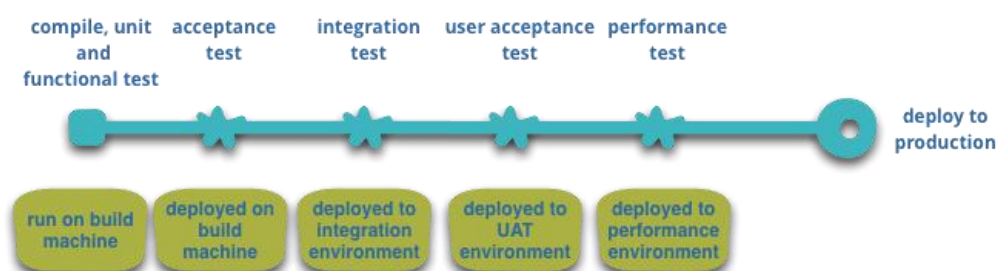 compile, unit
and
functional test
acceptance
test
integration
test
user acceptance
test
performance
test
deploy to
production
run on build
machine
deployed on
build
machine
deployed to
integration
environment
deployed to
UAT
environment
deployed to
performance
environment